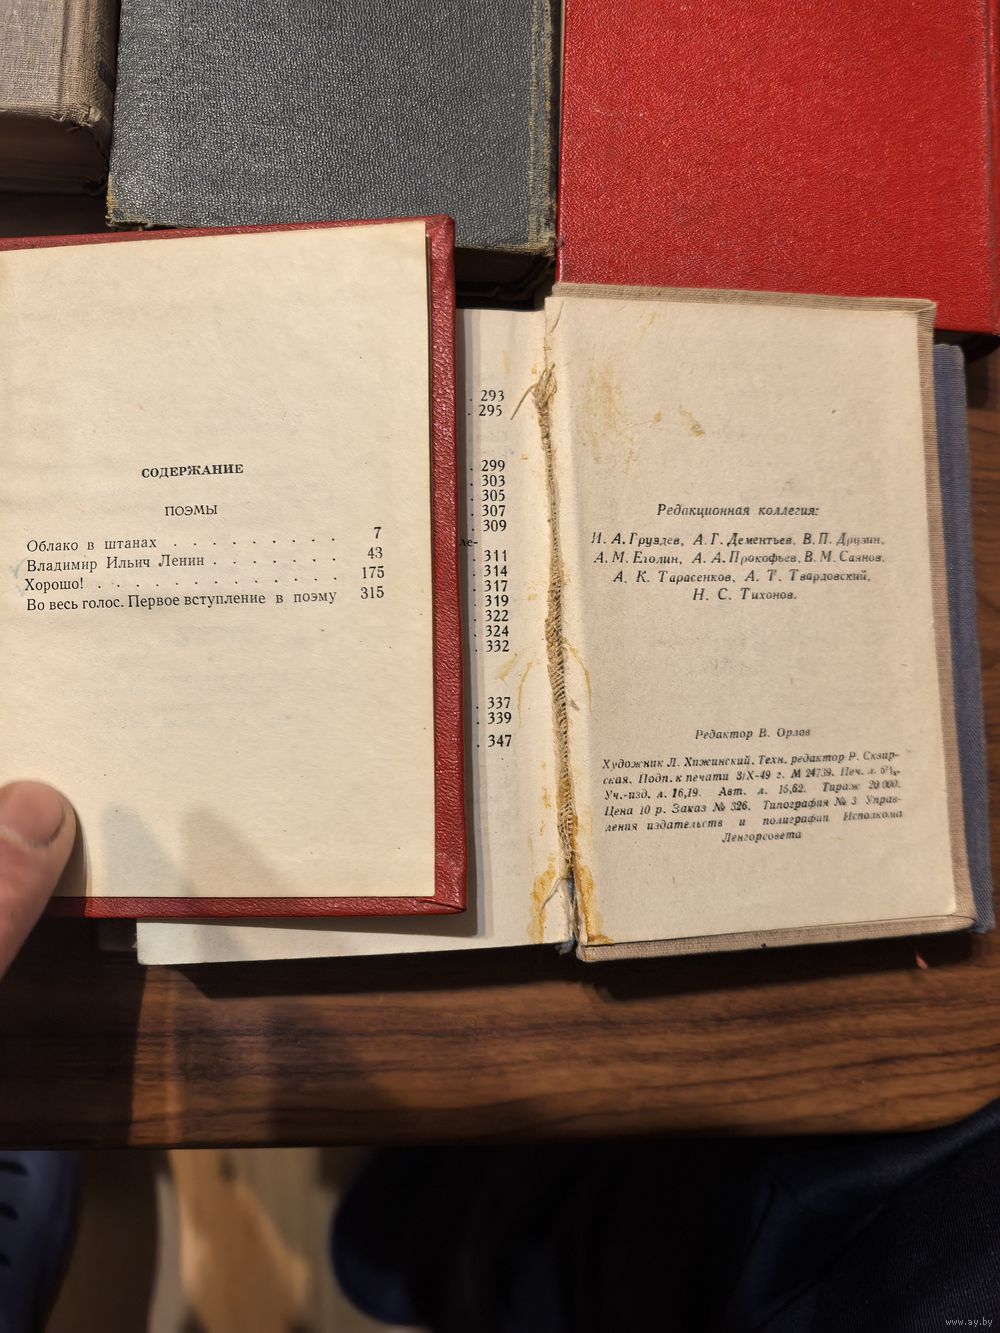 СОДЕРЖАНИЕ
ПОЭМЫ
Облако в штанах . . . . . . . . . 7
Владимир Ильич Ленин . . . . . . . 43
Хорошо! . . . . . . . . . . . . . 175
Во весь голос. Первое вступление в поэму 315
. 293
. 295
. 299
. 303
. 305
. 307
. 309
ле-
. 311
. 314
. 317
. 319
. 322
. 324
. 332
. 337
. 339
. 347
Редакционная коллегия:
И. А. Груздев, А. Г. Дементьев, В. П. Друзин,
А. М. Еголин, А. А. Прокофьев, В. М. Саянов,
А. К. Тарасенков, А. Т. Твардовский,
Н. С. Тихонов.
Редактор В. Орлов
Художник Л. Хижинский. Техн. редактор Р. Сквир-
ская. Подп. к печати 3/X-49 г. М 24739. Печ. л.
Уч.-изд. л. 16,19. Авт. л. 15,62. Тираж 20 000.
Цена 10 р. Заказ № 326. Типография № 3 Управ-
ления издательств и полиграфии Исполкома
Ленгорсовета
www.ay.by